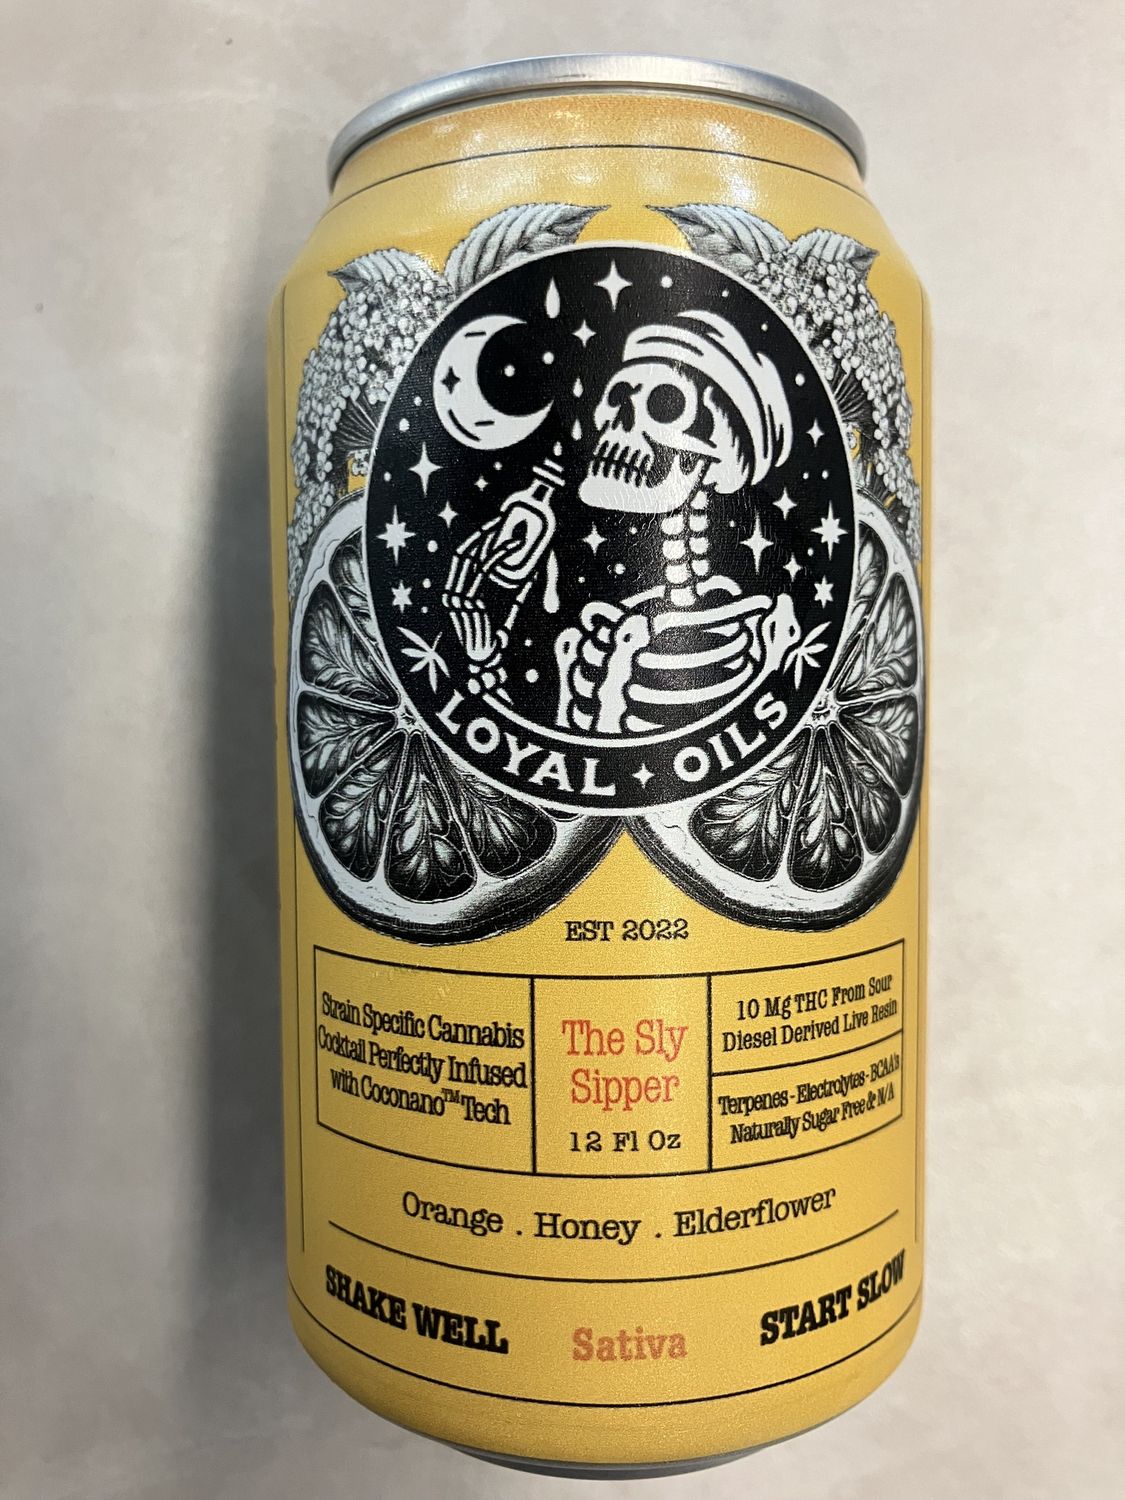 LOYAL OILS
EST 2022
Strain Specific Cannabis
Cocktail Perfectly Infused
with Coconano™ Tech
The Sly
Sipper
12 Fl Oz
10 Mg THC From Sour
Diesel Derived Live Resin
Terpenes - Electrolytes - BCAA's
Naturally Sugar Free & N/A
Orange . Honey . Elderflower
SHAKE WELL
Sativa
START SLOW